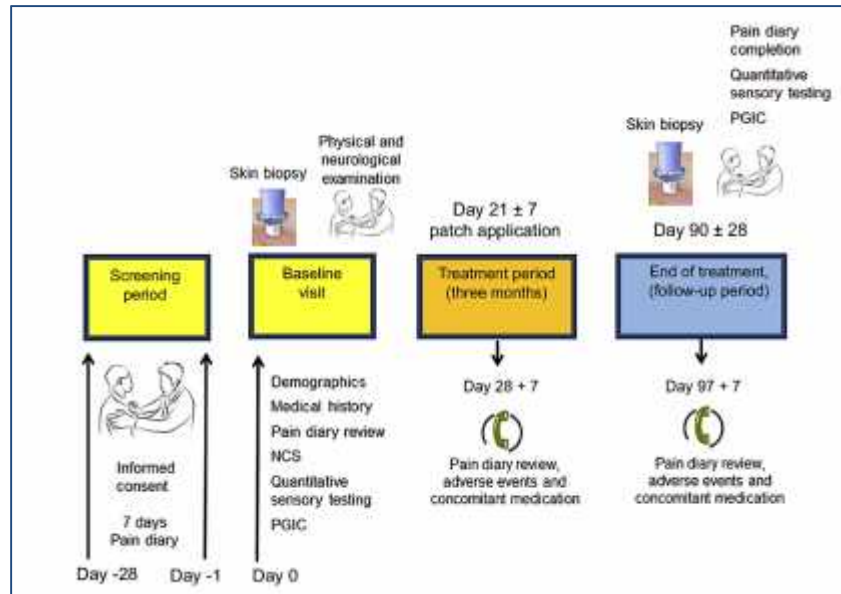 Pain diary
completion
Quantitative
sensory testing
PGIC
Skin biopsy
Physical and
neurological
examination
Skin biopsy
Day 21 ± 7
patch application
Day 90 ± 28
Screening
period
Baseline
visit
Treatment period
(three months)
End of treatment,
(follow-up period)
Informed
consent
7 days
Pain diary
Day -28
Day -1
Demographics
Medical history
Pain diary review
NCS
Quantitative
sensory testing
PGIC
Day 0
Day 28 + 7
Pain diary review,
adverse events and
concomitant medication
Day 97 + 7
Pain diary review,
adverse events and
concomitant medication